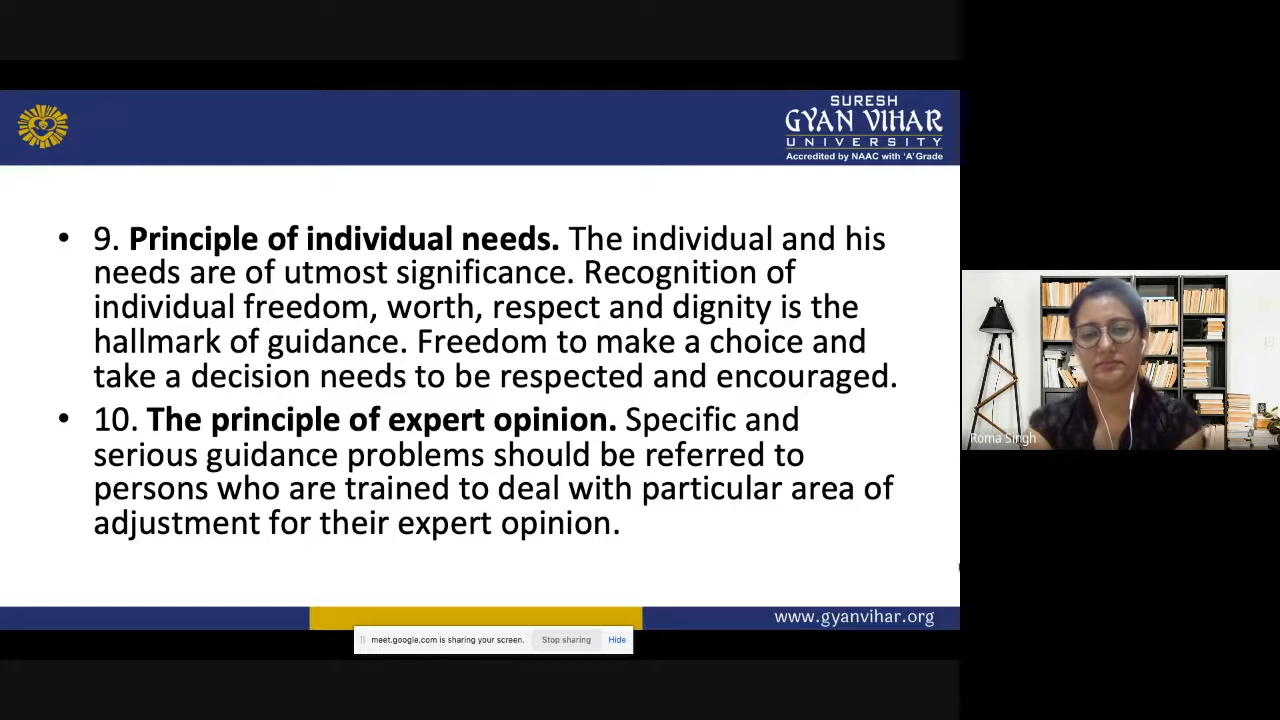 SURESH
GYAN VIHAR
UNIVERSITY
Accredited by NAAC with 'A' Grade
• 9. Principle of individual needs. The individual and his
needs are of utmost significance. Recognition of
individual freedom, worth, respect and dignity is the
hallmark of guidance. Freedom to make a choice and
take a decision needs to be respected and encouraged.
• 10. The principle of expert opinion. Specific and
serious guidance problems should be referred to
persons who are trained to deal with particular area of
adjustment for their expert opinion.
Roma Singh
www.gyanvihar.org
meet.google.com is sharing your screen. Stop sharing Hide